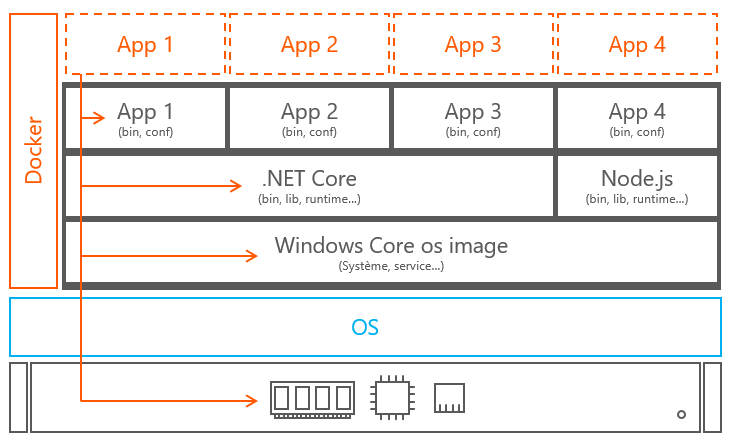 Docker
App 1
App 2
App 3
App 4
App 1
(bin, conf)
App 2
(bin, conf)
App 3
(bin, conf)
App 4
(bin, conf)
.NET Core
(bin, lib, runtime...)
Node.js
(bin, lib, runtime...)
Windows Core os image
(Système, service...)
OS